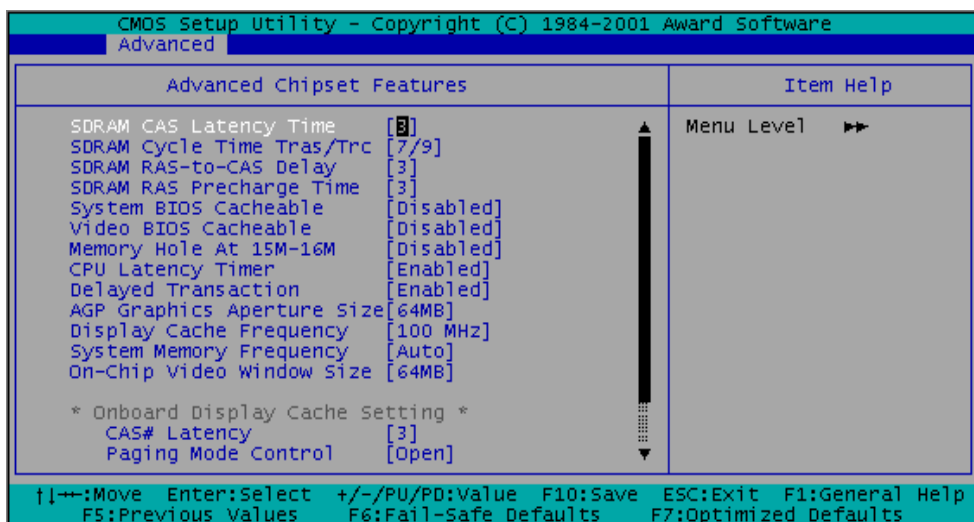 CMOS Setup Utility - Copyright (C) 1984-2001 Award Software
Advanced
Advanced Chipset Features
Item Help
SDRAM CAS Latency Time [3]
SDRAM Cycle Time Tras/Trc [7/9]
SDRAM RAS-to-CAS Delay [3]
SDRAM RAS Precharge Time [3]
System BIOS Cacheable [Disabled]
Video BIOS Cacheable [Disabled]
Memory Hole At 15M-16M [Disabled]
CPU Latency Timer [Enabled]
Delayed Transaction [Enabled]
AGP Graphics Aperture Size[64MB]
Display Cache Frequency [100 MHz]
System Memory Frequency [Auto]
On-Chip Video Window Size [64MB]
* Onboard Display Cache Setting *
CAS# Latency [3]
Paging Mode Control [Open]
Menu Level ▶▶
↑↓→←:Move Enter:Select +/-/PU/PD:Value F10:Save ESC:Exit F1:General Help
F5:Previous Values F6:Fail-Safe Defaults F7:Optimized Defaults